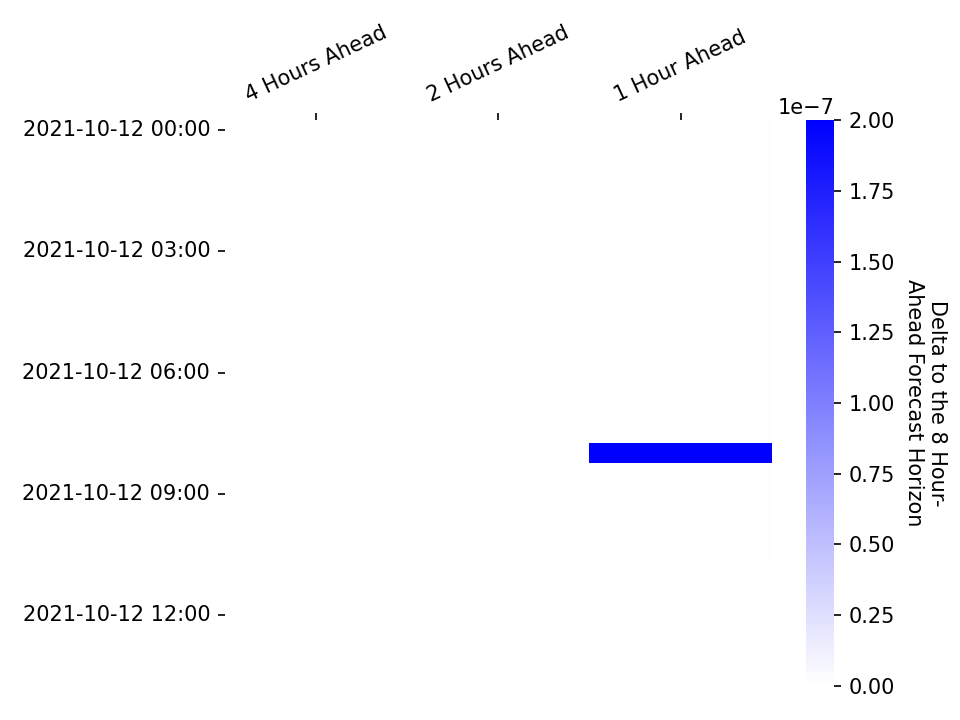 4 Hours Ahead
2 Hours Ahead
1 Hour Ahead
1e−7
2021-10-12 00:00
2021-10-12 03:00
2021-10-12 06:00
2021-10-12 09:00
2021-10-12 12:00
2.00
1.75
1.50
1.25
1.00
0.75
0.50
0.25
0.00
Delta to the 8 Hour-
Ahead Forecast Horizon